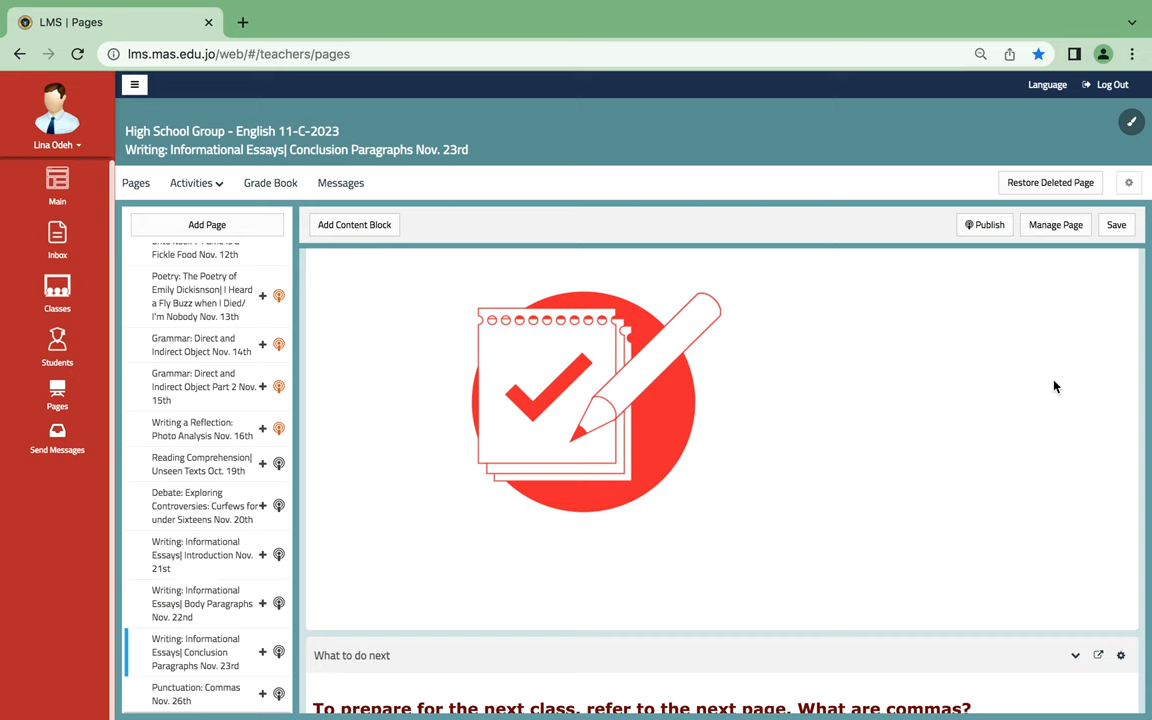 LMS | Pages
lms.mas.edu.jo/web/#/teachers/pages
Language
Log Out
Lina Odeh
High School Group - English 11-C-2023
Writing: Informational Essays| Conclusion Paragraphs Nov. 23rd
Pages
Activities
Grade Book
Messages
Restore Deleted Page
Main
Inbox
Classes
Students
Pages
Send Messages
Add Page
Fickle Food Nov. 12th
Poetry: The Poetry of
Emily Dickisnson| I Heard
a Fly Buzz when I Died/
I'm Nobody Nov. 13th
Grammar: Direct and
Indirect Object Nov. 14th
Grammar: Direct and
Indirect Object Part 2 Nov.
15th
Writing a Reflection:
Photo Analysis Nov. 16th
Reading Comprehension|
Unseen Texts Oct. 19th
Debate: Exploring
Controversies: Curfews for
under Sixteens Nov. 20th
Writing: Informational
Essays| Introduction Nov.
21st
Writing: Informational
Essays| Body Paragraphs
Nov. 22nd
Writing: Informational
Essays| Conclusion
Paragraphs Nov. 23rd
Punctuation: Commas
Nov. 26th
Add Content Block
Publish
Manage Page
Save
What to do next
To prepare for the next class, refer to the next page. What are commas?